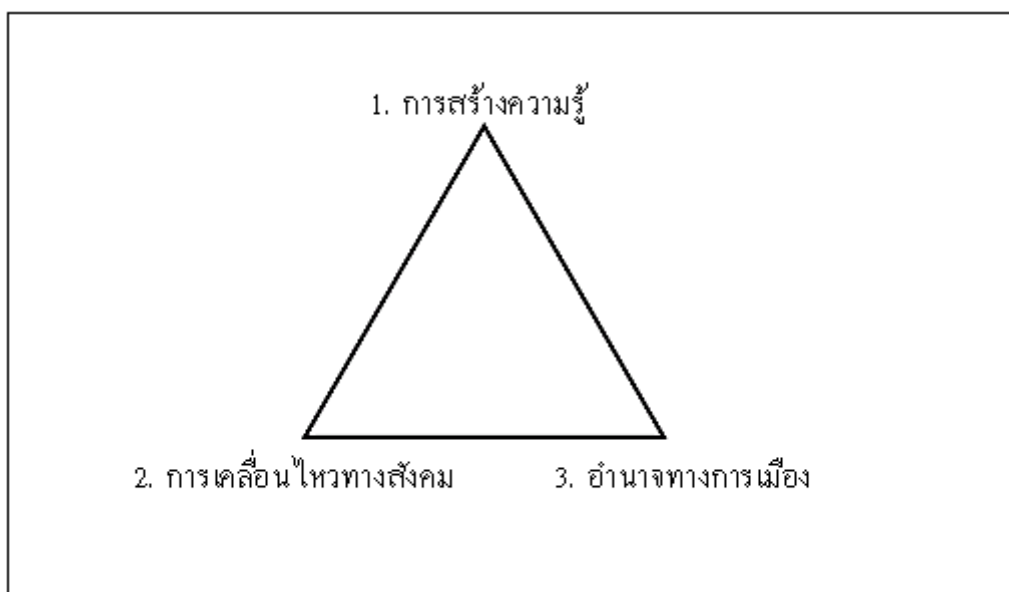 1. การสร้างความรู้
2. การเคลื่อนไหวทางสังคม 3. อำนาจทางการเมือง